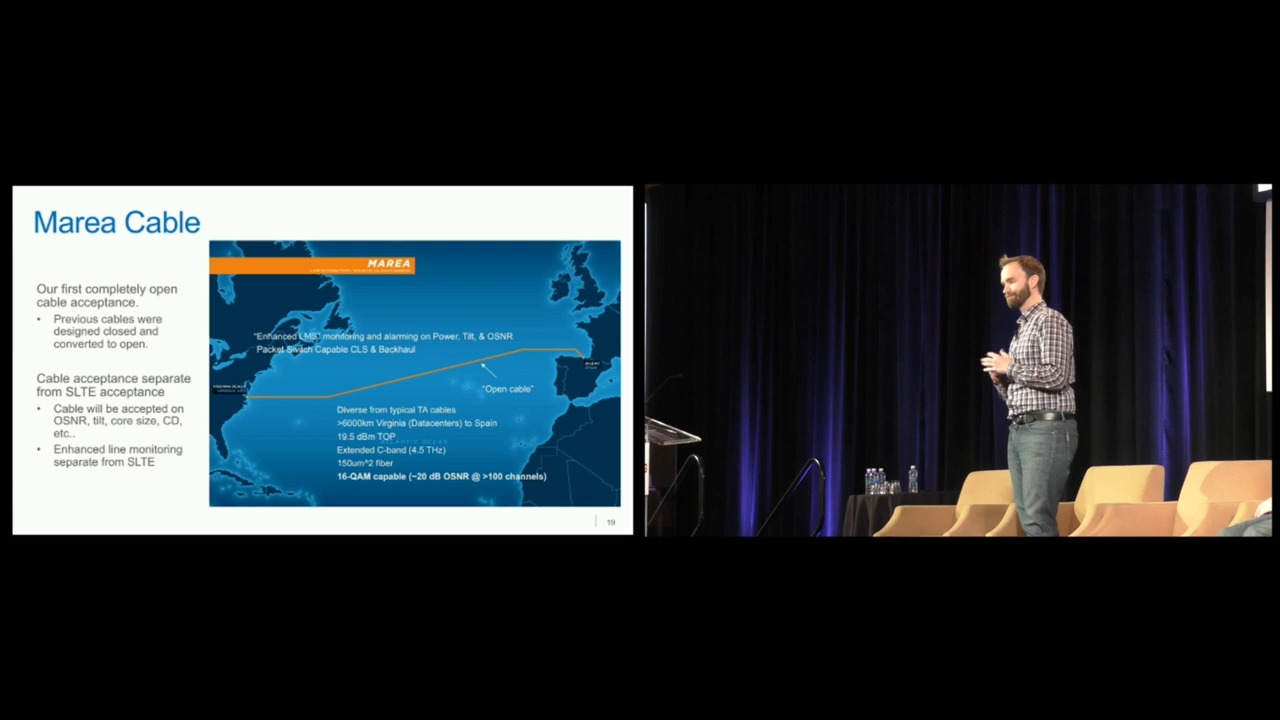 Marea Cable
Our first completely open
cable acceptance.
• Previous cables were
designed closed and
converted to open.
Cable acceptance separate
from SLTE acceptance
• Cable will be accepted on
OSNR, tilt, core size, CD,
etc..
• Enhanced line monitoring
separate from SLTE
MAREA
"Enhanced LMS" monitoring and alarming on Power, Tilt, & OSNR
Packet Switch Capable CLS & Backhaul
"Open cable"
Diverse from typical TA cables
>6000km Virginia (Datacenters) to Spain
19.5 dBm TOP
ATLANTIC OCEAN
Extended C-band (4.5 THz)
150um^2 fiber
16-QAM capable (~20 dB OSNR @ >100 channels)
19